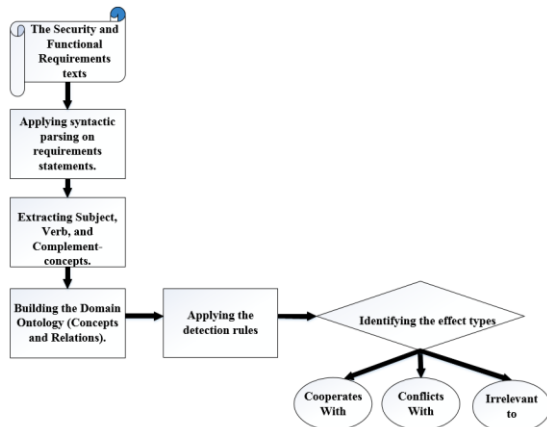 The Security and
Functional
Requirements
texts
Applying syntactic
parsing on
requirements
statements.
Extracting Subject,
Verb, and
Complement-
concepts.
Building the Domain
Ontology (Concepts
and Relations).
Applying the
detection rules
Identifying the effect types
Cooperates
With
Conflicts
With
Irrelevant
to